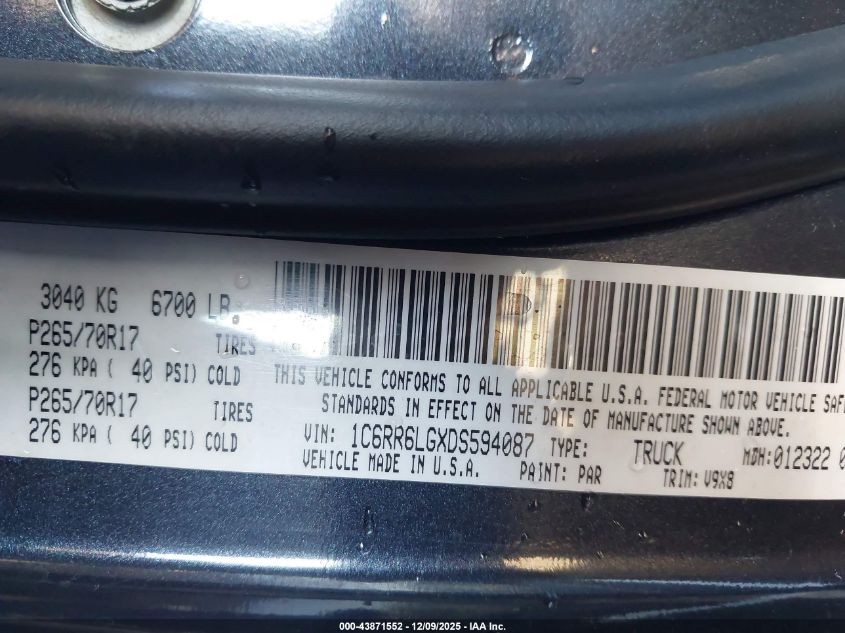 3040 KG 6700 LB
P265/70R17 TIRES
276 KPA ( 40 PSI) COLD
P265/70R17 TIRES
276 KPA ( 40 PSI) COLD
THIS VEHICLE CONFORMS TO ALL APPLICABLE U.S.A. FEDERAL MOTOR VEHICLE SAF
STANDARDS IN EFFECT ON THE DATE OF MANUFACTURE SHOWN ABOVE.
VIN: 1C6RR6LGXDS594087 TYPE: TRUCK MDH:012322 0
VEHICLE MADE IN U.S.A. PAINT: PAR TRIM: V9X8
000-43871552 - 12/09/2025 - IAA Inc.